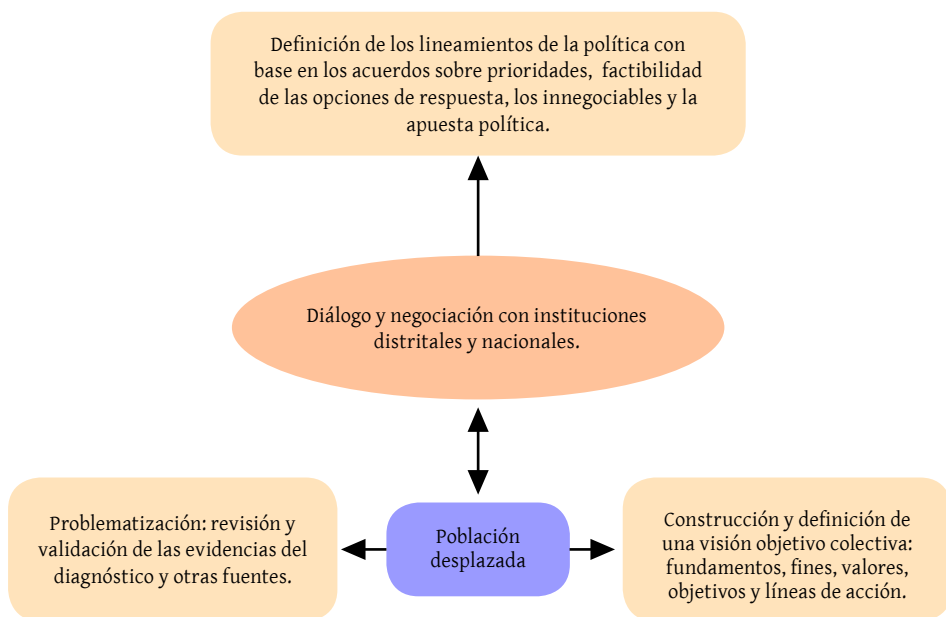 Definición de los lineamientos de la política con
base en los acuerdos sobre prioridades, factibilidad
de las opciones de respuesta, los innegociables y la
apuesta política.
Diálogo y negociación con instituciones
distritales y nacionales.
Problematización: revisión y
validación de las evidencias del
diagnóstico y otras fuentes.
Población
desplazada
Construcción y definición de
una visión objetivo colectiva:
fundamentos, fines, valores,
objetivos y líneas de acción.